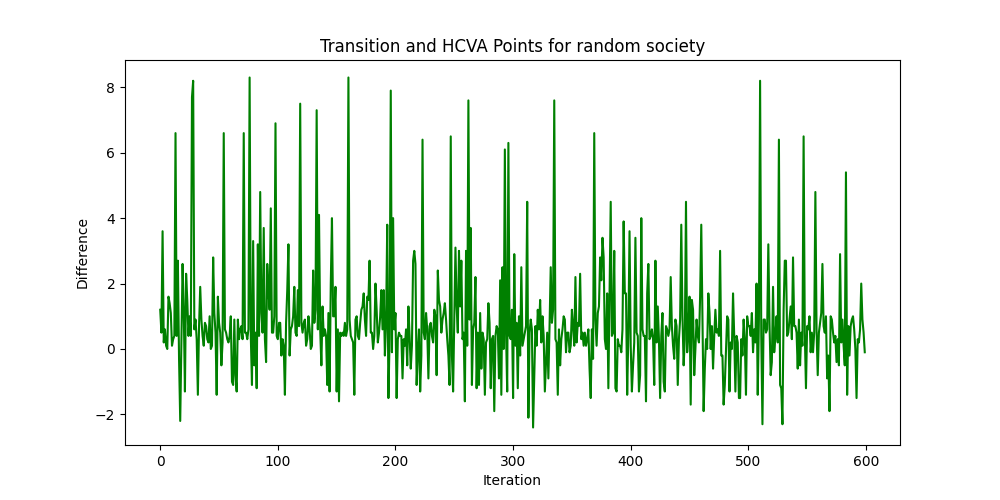 Transition and HCVA Points for random society
Difference
8
6
4
2
0
−2
0 100 200 300 400 500 600
Iteration